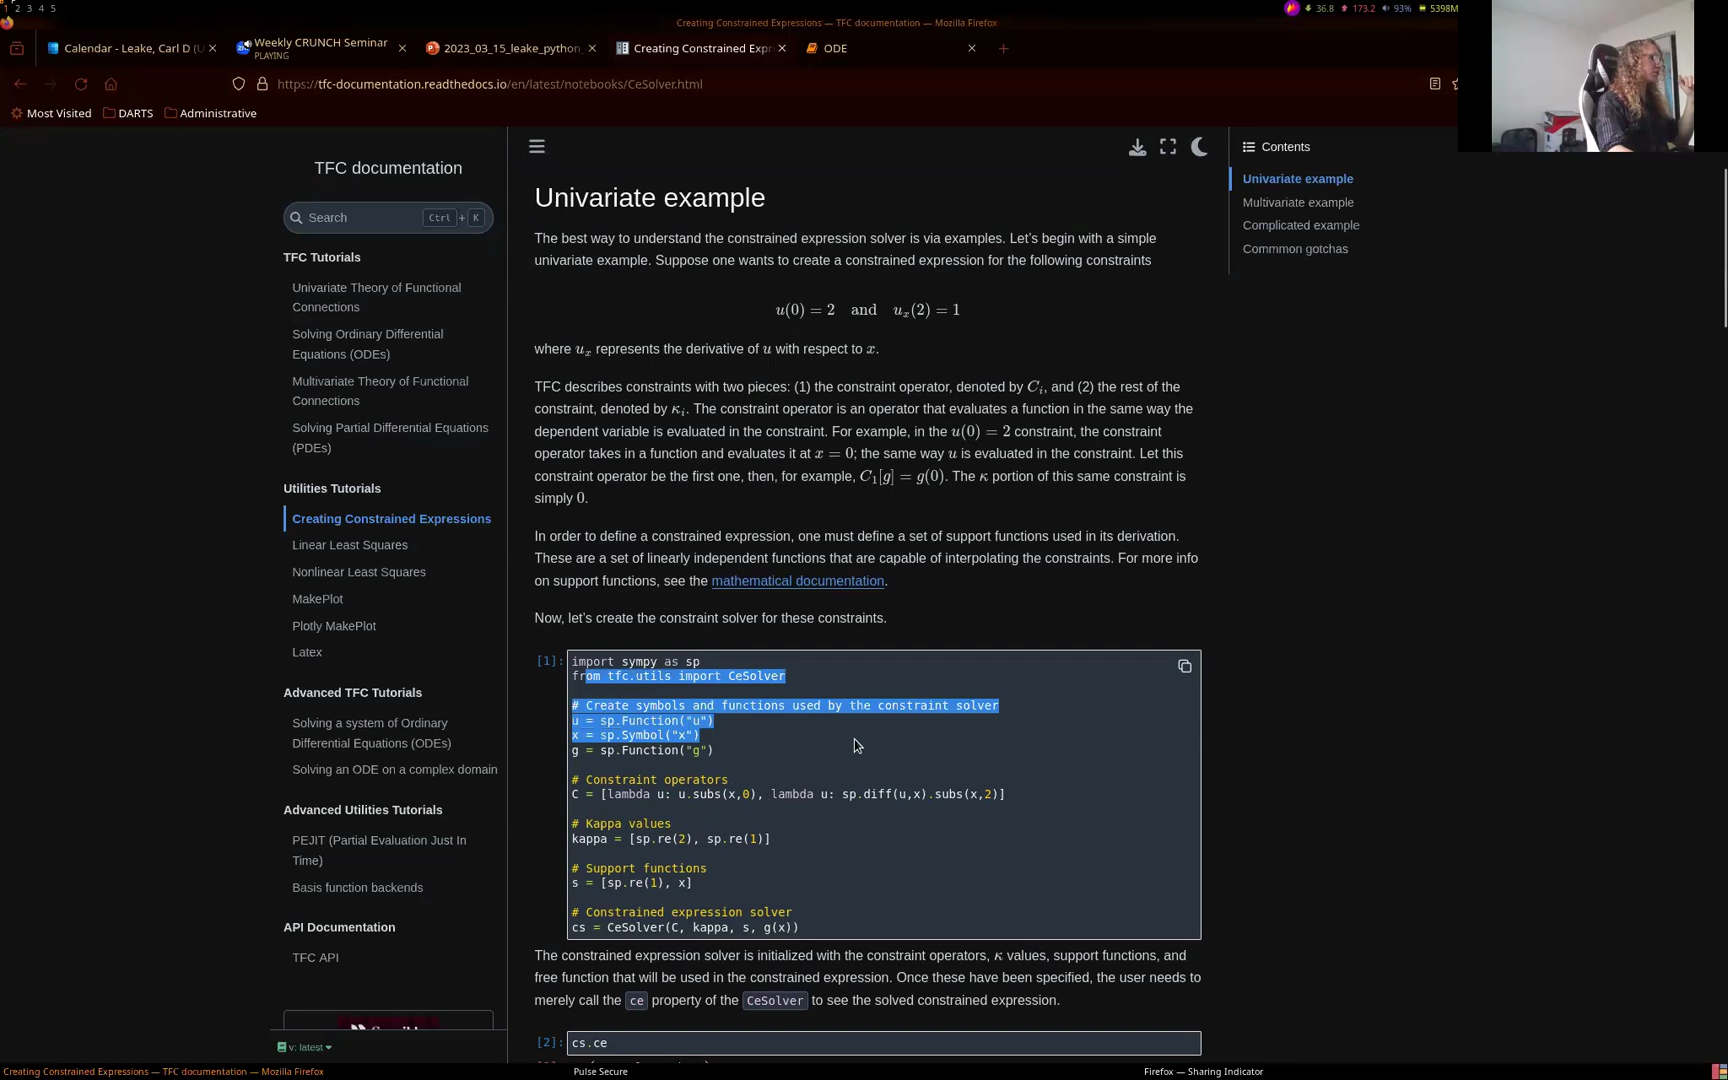 1 2 3 4 5
Creating Constrained Expressions — TFC documentation — Mozilla Firefox
36.8 173.2 93% 5398M
Calendar - Leake, Carl D (U
Weekly CRUNCH Seminar
PLAYING
2023_03_15_leake_python_
Creating Constrained Expr
ODE
https://tfc-documentation.readthedocs.io/en/latest/notebooks/CeSolver.html
Most Visited
DARTS
Administrative
TFC documentation
Search Ctrl + K
TFC Tutorials
Univariate Theory of Functional
Connections
Solving Ordinary Differential
Equations (ODEs)
Multivariate Theory of Functional
Connections
Solving Partial Differential Equations
(PDEs)
Utilities Tutorials
Creating Constrained Expressions
Linear Least Squares
Nonlinear Least Squares
MakePlot
Plotly MakePlot
Latex
Advanced TFC Tutorials
Solving a system of Ordinary
Differential Equations (ODEs)
Solving an ODE on a complex domain
Advanced Utilities Tutorials
PEJIT (Partial Evaluation Just In
Time)
Basis function backends
API Documentation
TFC API
v: latest
Univariate example
The best way to understand the constrained expression solver is via examples. Let's begin with a simple
univariate example. Suppose one wants to create a constrained expression for the following constraints
u(0) = 2 and uₓ(2) = 1
where uₓ represents the derivative of u with respect to x.
TFC describes constraints with two pieces: (1) the constraint operator, denoted by Cᵢ, and (2) the rest of the
constraint, denoted by κᵢ. The constraint operator is an operator that evaluates a function in the same way the
dependent variable is evaluated in the constraint. For example, in the u(0) = 2 constraint, the constraint
operator takes in a function and evaluates it at x = 0; the same way u is evaluated in the constraint. Let this
constraint operator be the first one, then, for example, C₁[g] = g(0). The κ portion of this same constraint is
simply 0.
In order to define a constrained expression, one must define a set of support functions used in its derivation.
These are a set of linearly independent functions that are capable of interpolating the constraints. For more info
on support functions, see the mathematical documentation.
Now, let's create the constraint solver for these constraints.
[1]:
import sympy as sp
from tfc.utils import CeSolver
# Create symbols and functions used by the constraint solver
u = sp.Function("u")
x = sp.Symbol("x")
g = sp.Function("g")
# Constraint operators
C = [lambda u: u.subs(x,0), lambda u: sp.diff(u,x).subs(x,2)]
# Kappa values
kappa = [sp.re(2), sp.re(1)]
# Support functions
s = [sp.re(1), x]
# Constrained expression solver
cs = CeSolver(C, kappa, s, g(x))
The constrained expression solver is initialized with the constraint operators, κ values, support functions, and
free function that will be used in the constrained expression. Once these have been specified, the user needs to
merely call the ce property of the CeSolver to see the solved constrained expression.
[2]: cs.ce
Contents
Univariate example
Multivariate example
Complicated example
Commmon gotchas
Creating Constrained Expressions — TFC documentation — Mozilla Firefox
Pulse Secure
Firefox — Sharing Indicator